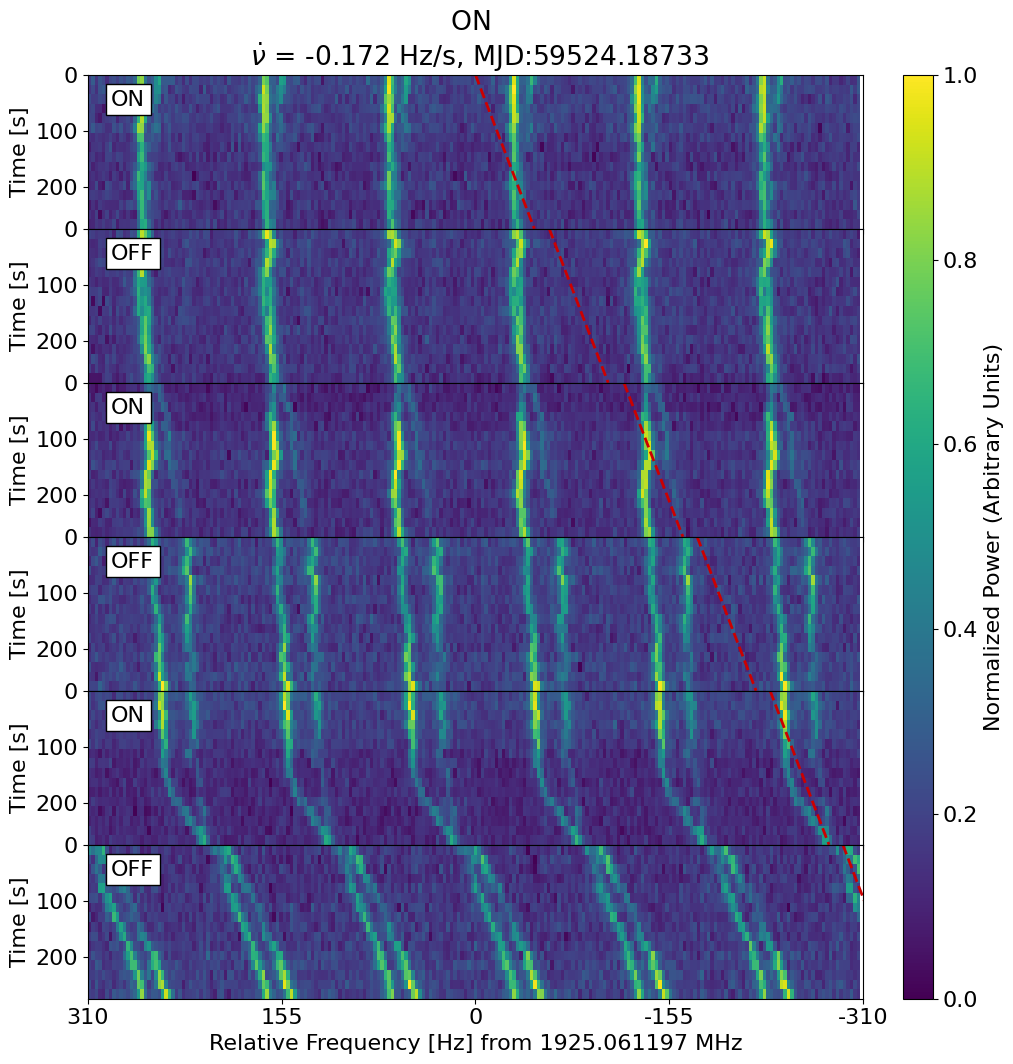 ON
ν̇ = -0.172 Hz/s, MJD:59524.18733
0
100
200
Time [s]
ON
0
100
200
Time [s]
OFF
0
100
200
Time [s]
ON
0
100
200
Time [s]
OFF
0
100
200
Time [s]
ON
0
100
200
Time [s]
OFF
310 155 0 -155 -310
Relative Frequency [Hz] from 1925.061197 MHz
1.0
0.8
0.6
0.4
0.2
0.0
Normalized Power (Arbitrary Units)